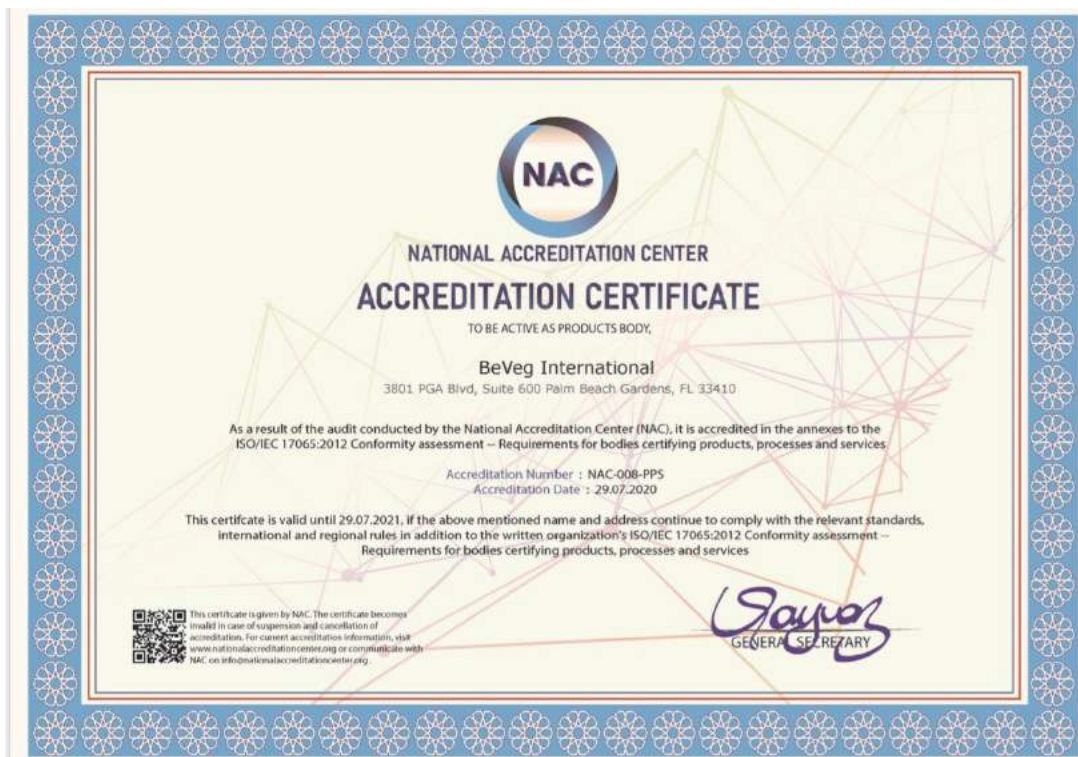 NAC
NATIONAL ACCREDITATION CENTER
ACCREDITATION CERTIFICATE
TO BE ACTIVE AS PRODUCTS BODY,
BeVeg International
3801 PGA Blvd, Suite 600 Palm Beach Gardens, FL 33410
As a result of the audit conducted by the National Accreditation Center (NAC), it is accredited in the annexes to the
ISO/IEC 17065:2012 Conformity assessment – Requirements for bodies certifying products, processes and services
Accreditation Number : NAC-008-PPS
Accreditation Date : 29.07.2020
This certifcate is valid until 29.07.2021, if the above mentioned name and address continue to comply with the relevant standards,
international and regional rules in addition to the written organization's ISO/IEC 17065:2012 Conformity assessment –
Requirements for bodies certifying products, processes and services
This certificate is given by NAC. The certificate becomes
invalid in case of suspension and cancellation of
accreditation. For current accreditation information, visit
www.nationalaccreditationcenter.org or communicate with
NAC on info@nationalaccreditationcenter.org.
GENERAL SECRETARY